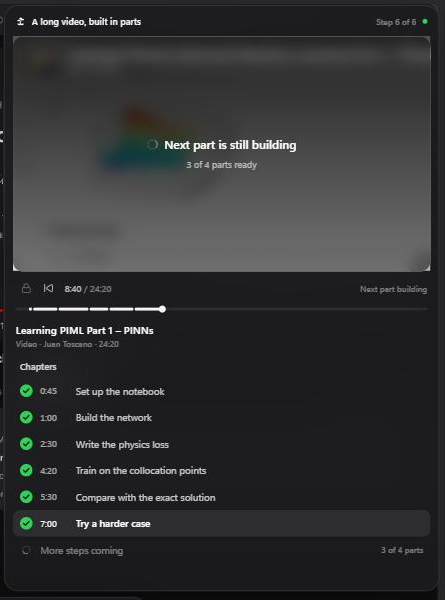 A long video, built in parts
Step 6 of 6
Next part is still building
3 of 4 parts ready
8:40 / 24:20
Next part building
Learning PIML Part 1 – PINNs
Video · Juan Toscano · 24:20
Chapters
0:45 Set up the notebook
1:00 Build the network
2:30 Write the physics loss
4:20 Train on the collocation points
5:30 Compare with the exact solution
7:00 Try a harder case
More steps coming
3 of 4 parts